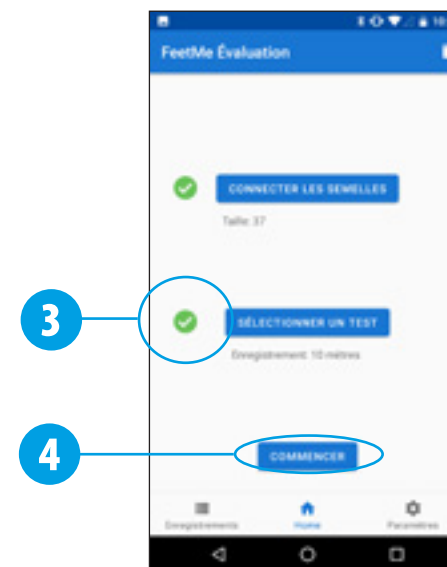 FeetMe Évaluation
CONNECTER LES SEMELLES
Taille: 37
3
SÉLECTIONNER UN TEST
Enregistrement: 10 mètres
4
COMMENCER
Enregistrements
Home
Paramètres